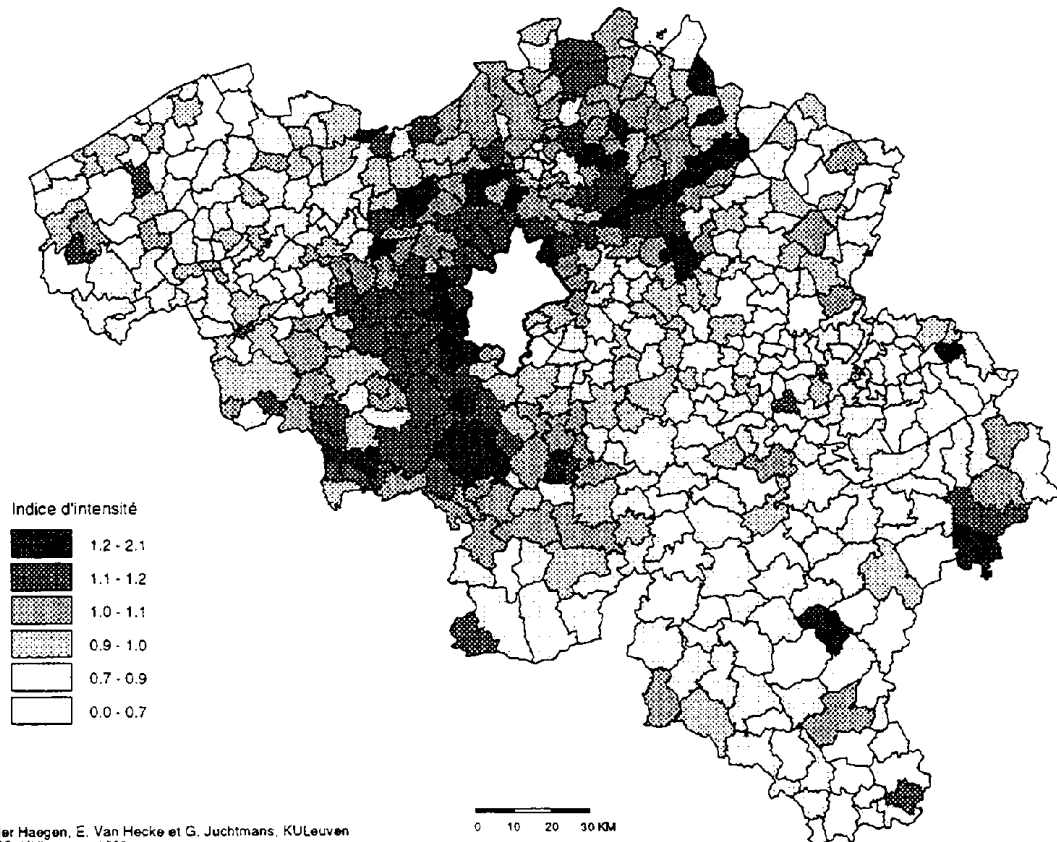 Indice d'intensité
1.2 - 2.1
1.1 - 1.2
1.0 - 1.1
0.9 - 1.0
0.7 - 0.9
0.0 - 0.7
0 10 20 30 KM
er Haegen, E. Van Hecke et G. Juchtmans, KULeuven